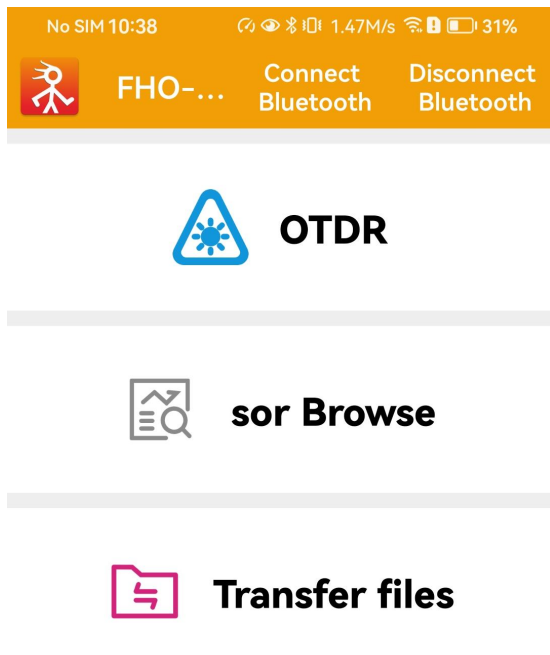 No SIM 10:38 1.47M/s 31%
FHO-... Connect Bluetooth Disconnect Bluetooth
OTDR
sor Browse
Transfer files